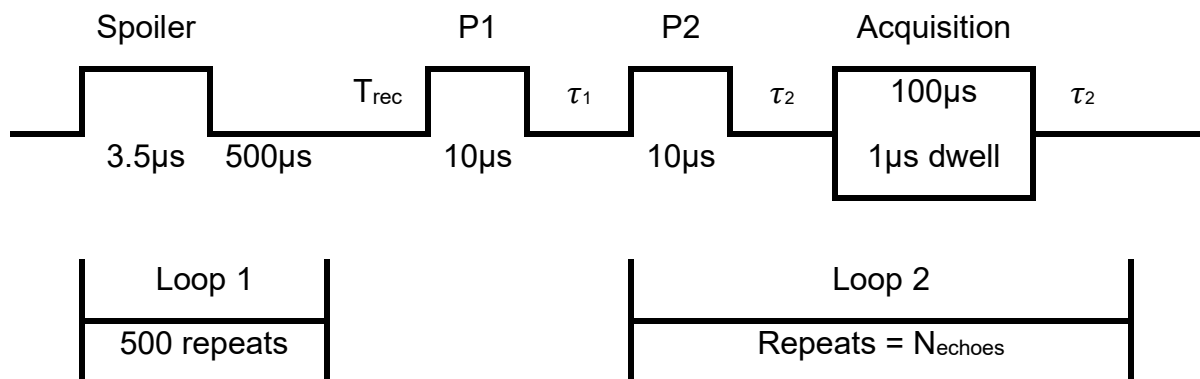 Spoiler P1 P2 Acquisition
Trec τ1 τ2 100μs τ2
3.5μs 500μs 10μs 10μs 1μs dwell
Loop 1 Loop 2
500 repeats Repeats = Nechoes